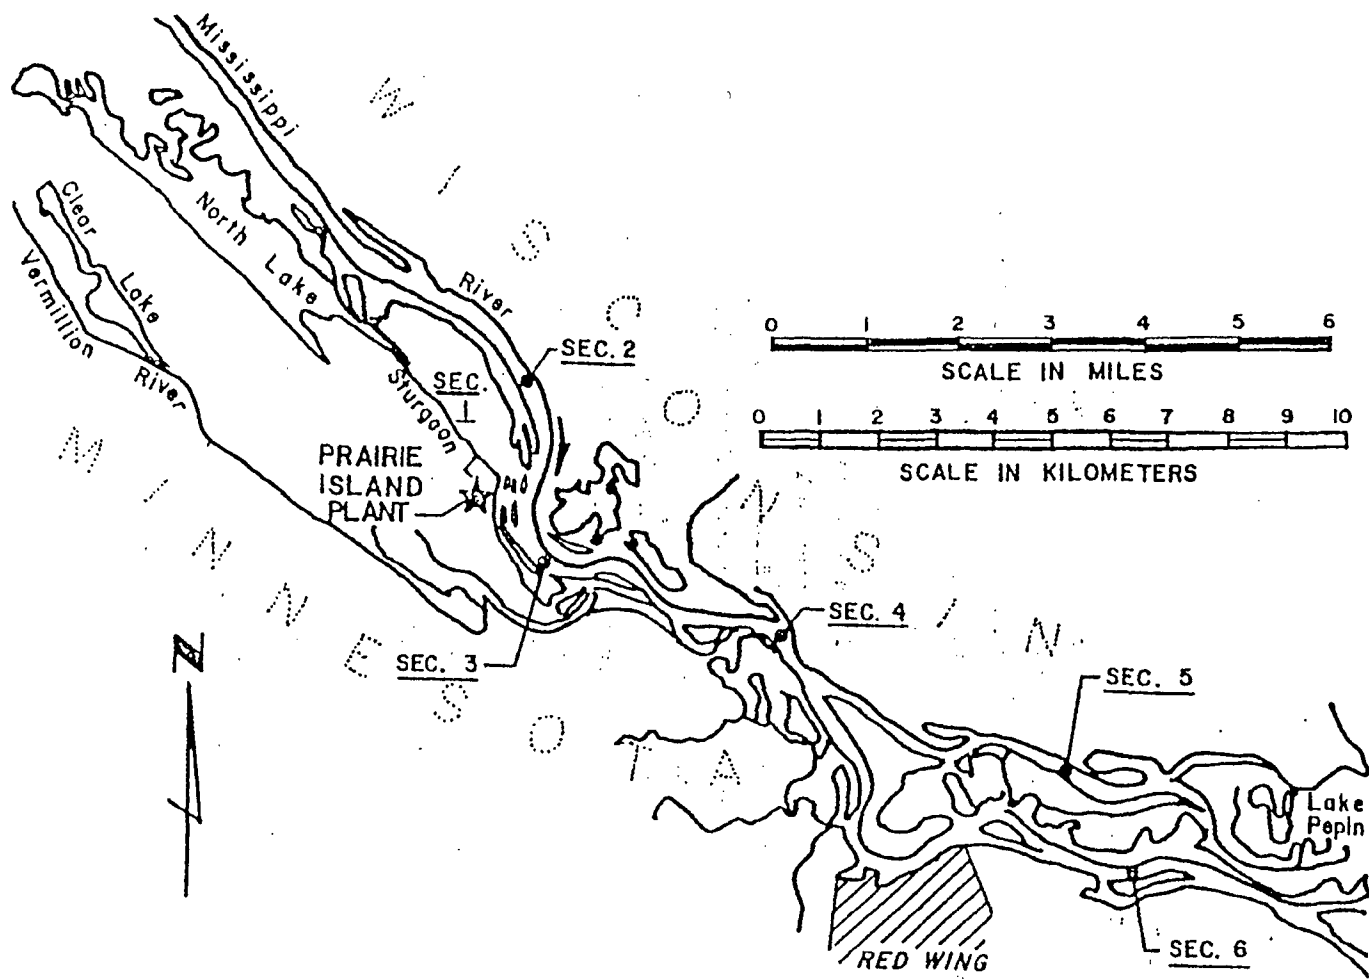 Mississippi
River
WISCONSIN
North Lake
Clear Lake
Vermillion River
Sturgeon
SEC. 2
SEC.
1
PRAIRIE
ISLAND
PLANT
0 1 2 3 4 5 6
SCALE IN MILES
0 1 2 3 4 5 6 7 8 9 10
SCALE IN KILOMETERS
MINNESOTA
SEC. 3
SEC. 4
SEC. 5
N
Lake
Pepin
RED WING
SEC. 6